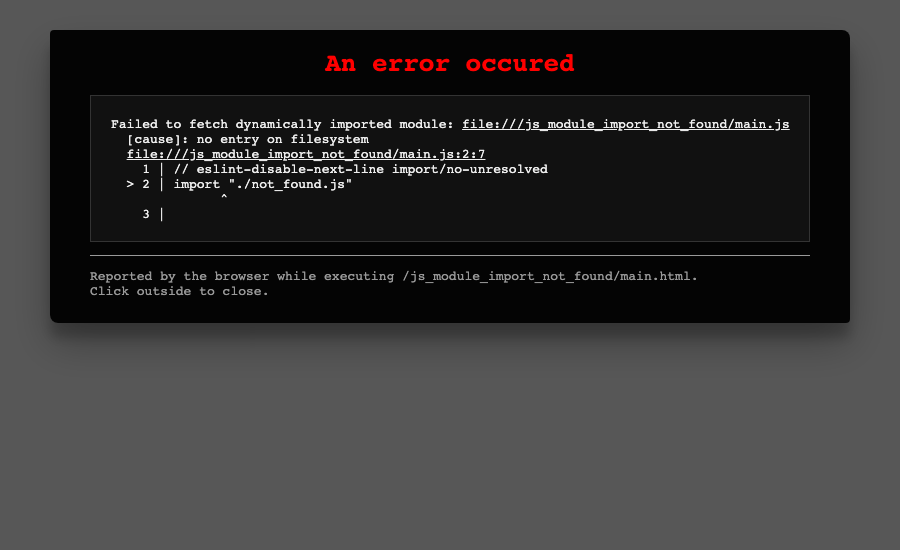 An error occured
Failed to fetch dynamically imported module: file:///js_module_import_not_found/main.js
  [cause]: no entry on filesystem
  file:///js_module_import_not_found/main.js:2:7
    1 | // eslint-disable-next-line import/no-unresolved
  > 2 | import "./not_found.js"
              ^
    3 |
Reported by the browser while executing /js_module_import_not_found/main.html.
Click outside to close.